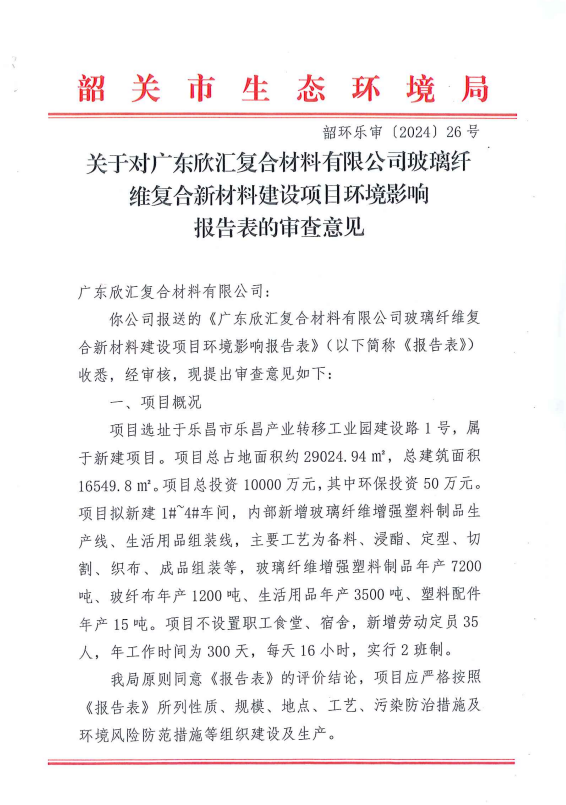 韶关市生态环境局
韶环乐审〔2024〕26号
关于对广东欣汇复合材料有限公司玻璃纤
维复合新材料建设项目环境影响
报告表的审查意见
广东欣汇复合材料有限公司：
你公司报送的《广东欣汇复合材料有限公司玻璃纤维复
合新材料建设项目环境影响报告表》（以下简称《报告表》）
收悉，经审核，现提出审查意见如下：
一、项目概况
项目选址于乐昌市乐昌产业转移工业园建设路1号，属
于新建项目。项目总占地面积约29024.94㎡，总建筑面积
16549.8㎡。项目总投资10000万元，其中环保投资50万元。
项目拟新建1#~4#车间，内部新增玻璃纤维增强塑料制品生
产线、生活用品组装线，主要工艺为备料、浸酯、定型、切
割、织布、成品组装等，玻璃纤维增强塑料制品年产7200
吨、玻纤布年产1200吨、生活用品年产3500吨、塑料配件
年产15吨。项目不设置职工食堂、宿舍，新增劳动定员35
人，年工作时间为300天，每天16小时，实行2班制。
我局原则同意《报告表》的评价结论，项目应严格按照
《报告表》所列性质、规模、地点、工艺、污染防治措施及
环境风险防范措施等组织建设及生产。